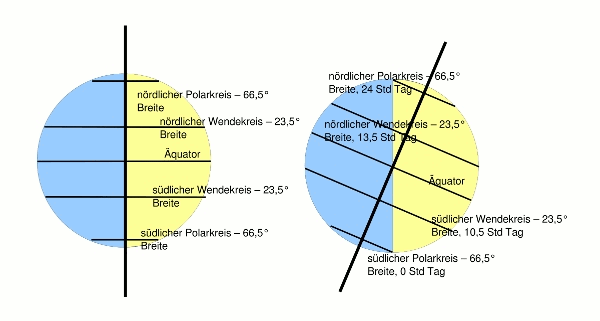 nördlicher Polarkreis – 66,5°
Breite
nördlicher Wendekreis – 23,5°
Breite
Äquator
südlicher Wendekreis – 23,5°
Breite
südlicher Polarkreis – 66,5°
Breite
nördlicher Polarkreis – 66,5°
Breite, 24 Std Tag
nördlicher Wendekreis – 23,5°
Breite, 13,5 Std Tag
Äquator
südlicher Wendekreis – 23,5°
Breite, 10,5 Std Tag
südlicher Polarkreis – 66,5°
Breite, 0 Std Tag